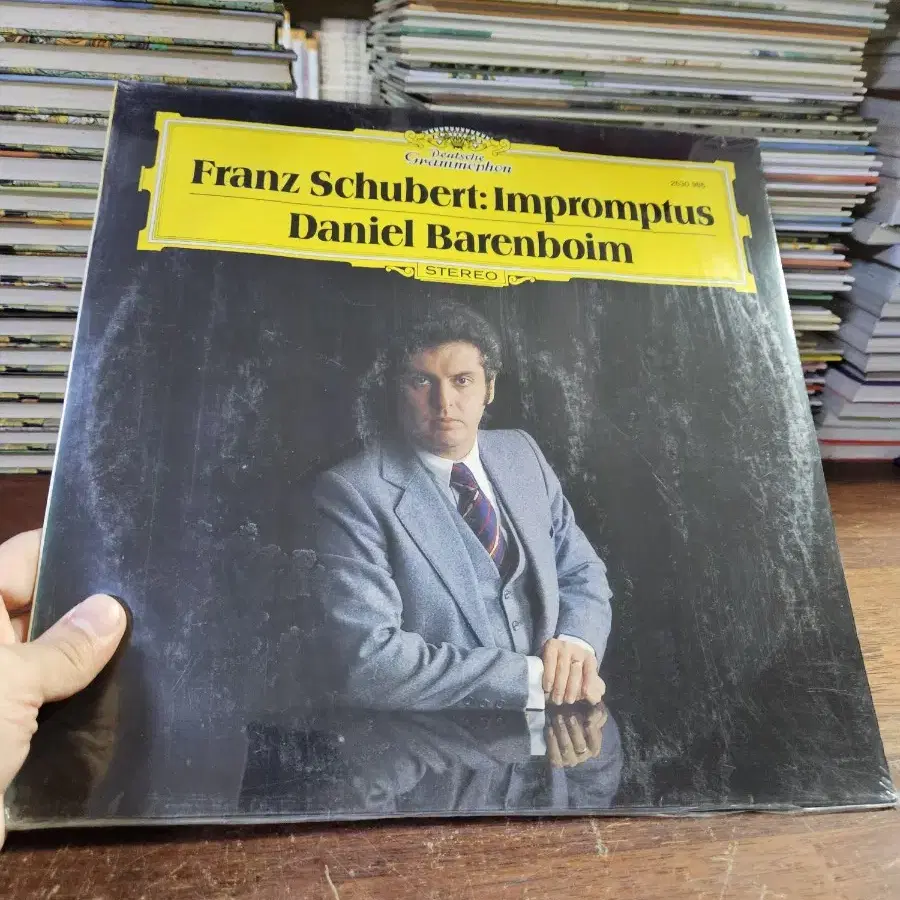 Deutsche
Grammophon
Franz Schubert: Impromptus
Daniel Barenboim
STEREO